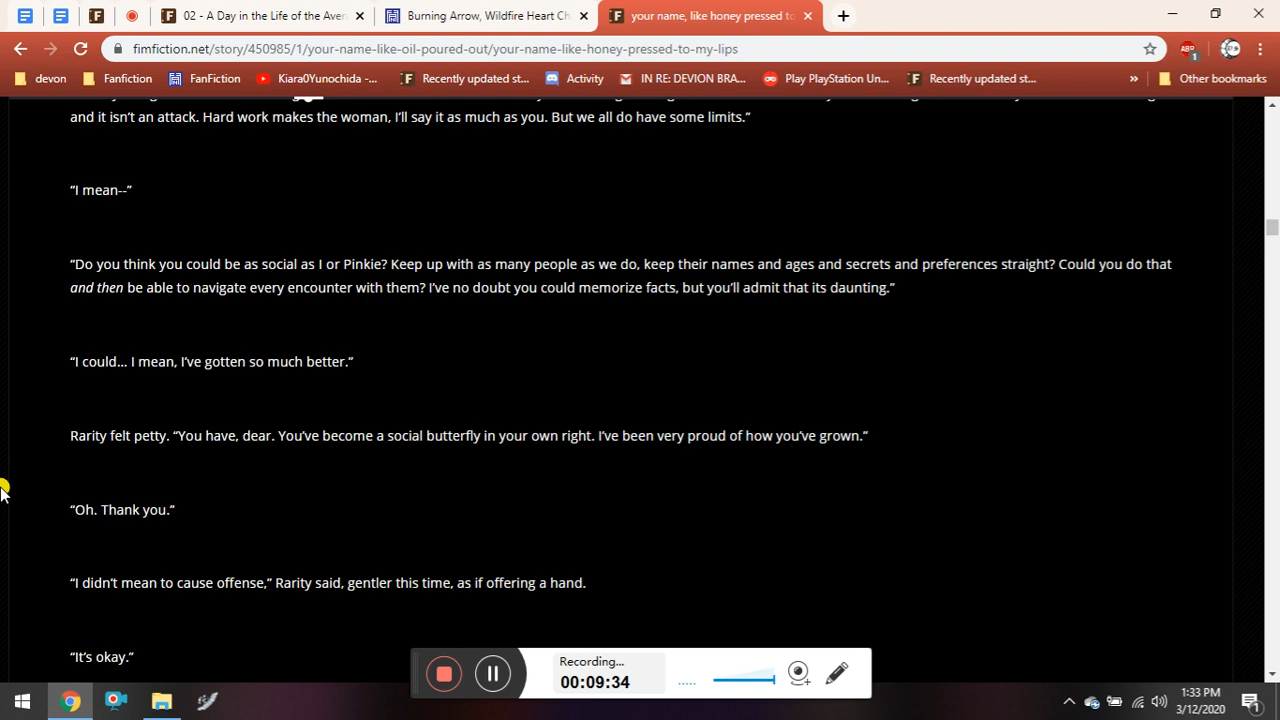 02 - A Day in the Life of the Aver
Burning Arrow, Wildfire Heart Ch
your name, like honey pressed to
fimfiction.net/story/450985/1/your-name-like-oil-poured-out/your-name-like-honey-pressed-to-my-lips
ABP
1
devon
Fanfiction
FanFiction
Kiara0Yunochida -...
Recently updated st...
Activity
IN RE: DEVION BRA...
Play PlayStation Un...
Recently updated st...
»
Other bookmarks
and it isn’t an attack. Hard work makes the woman, I’ll say it as much as you. But we all do have some limits.”
“I mean--”
“Do you think you could be as social as I or Pinkie? Keep up with as many people as we do, keep their names and ages and secrets and preferences straight? Could you do that
and then be able to navigate every encounter with them? I’ve no doubt you could memorize facts, but you’ll admit that its daunting.”
“I could... I mean, I’ve gotten so much better.”
Rarity felt petty. “You have, dear. You’ve become a social butterfly in your own right. I’ve been very proud of how you’ve grown.”
“Oh. Thank you.”
“I didn’t mean to cause offense,” Rarity said, gentler this time, as if offering a hand.
“It’s okay.”
Recording...
00:09:34
1:33 PM
3/12/2020
1